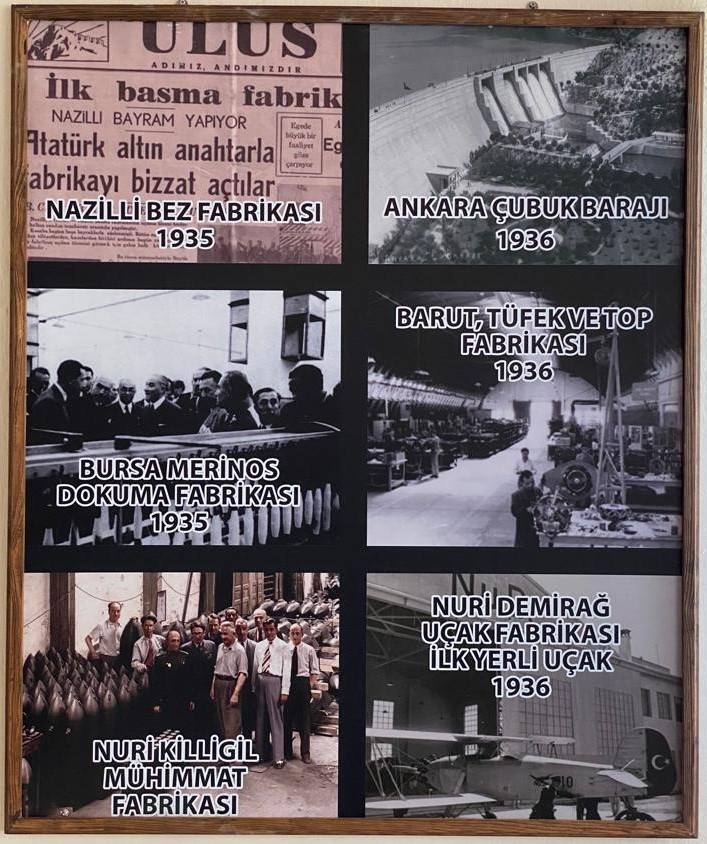 ULUS
ADIMIZ, ANDIMIZDIR
İlk basma fabrik
NAZILLI BAYRAM YAPIYOR
Atatürk altın anahtarla
fabrikayı bizzat açtılar
Egede
büyük bir
faaliyet
göze
çarpıyor
NAZİLLİ BEZ FABRİKASI
1935
ANKARA ÇUBUK BARAJI
1936
BURSA MERİNOS
DOKUMA FABRİKASI
1935
BARUT, TÜFEK VE TOP
FABRİKASI
1936
NURİ KİLLİGİL
MÜHİMMAT
FABRİKASI
NURİ DEMİRAĞ
UÇAK FABRİKASI
İLK YERLİ UÇAK
1936